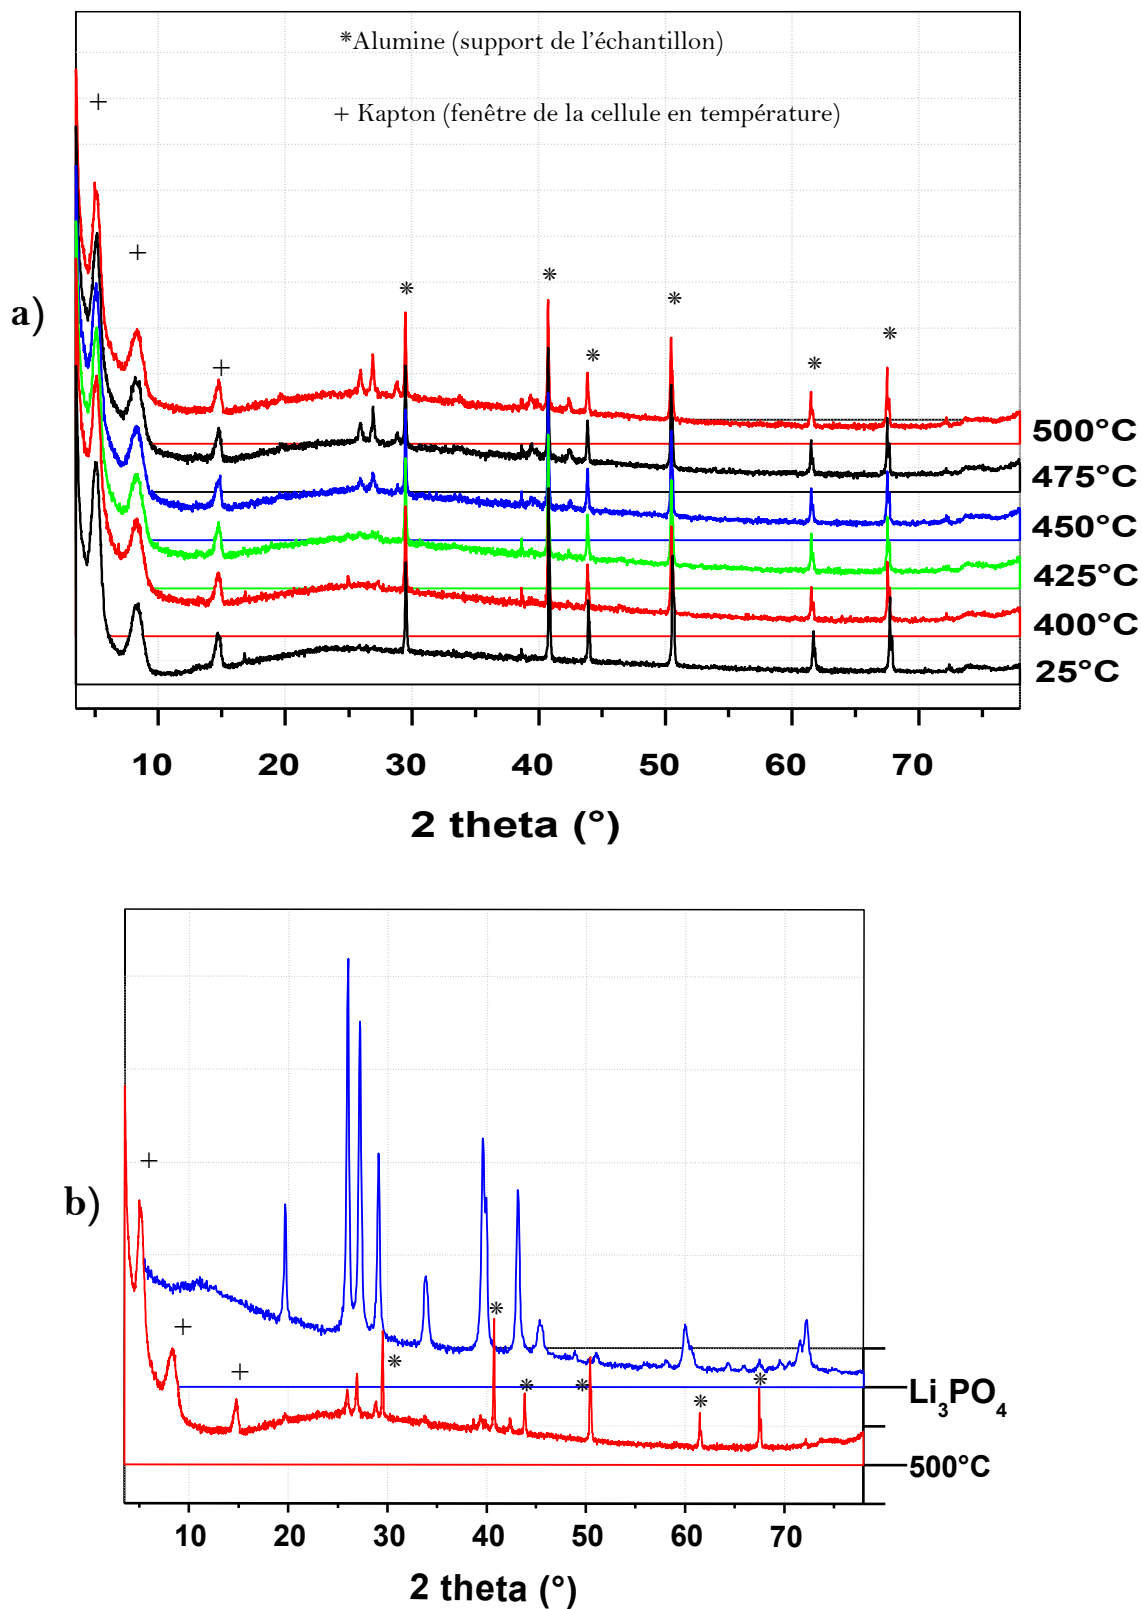 *Alumine (support de l'échantillon)
+ Kapton (fenêtre de la cellule en température)
+
+
+
*
*
*
*
*
*
a)
500°C
475°C
450°C
425°C
400°C
25°C
10 20 30 40 50 60 70
2 theta (°)
b)
+
+
+
*
*
*
*
*
*
Li₃PO₄
500°C
10 20 30 40 50 60 70
2 theta (°)